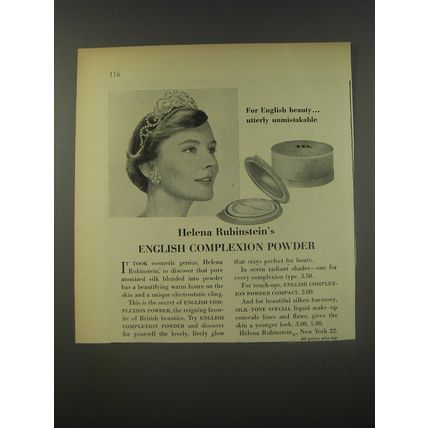 116
For English beauty...
utterly unmistakable
Helena Rubinstein's
ENGLISH COMPLEXION POWDER
IT TOOK cosmetic genius, Helena
Rubinstein, to discover that pure
atomized silk blended into powder
has a beautifying warm lustre on the
skin and a unique electrostatic cling.
This is the secret of ENGLISH COM-
PLEXION POWDER, the reigning favor-
ite of British beauties. Try ENGLISH
COMPLEXION POWDER and discover
for yourself the lovely, lively glow
that stays perfect for hours.
In seven radiant shades—one for
every complexion type. 3.50.
For touch-ups, ENGLISH COMPLEX-
ION POWDER COMPACT. 2.00.
And for beautiful silken harmony,
SILK-TONE SPECIAL liquid make-up
conceals lines and flaws, gives the
skin a younger look. 3.00, 5.00.
Helena Rubinstein, New York 22.
All prices plus tax